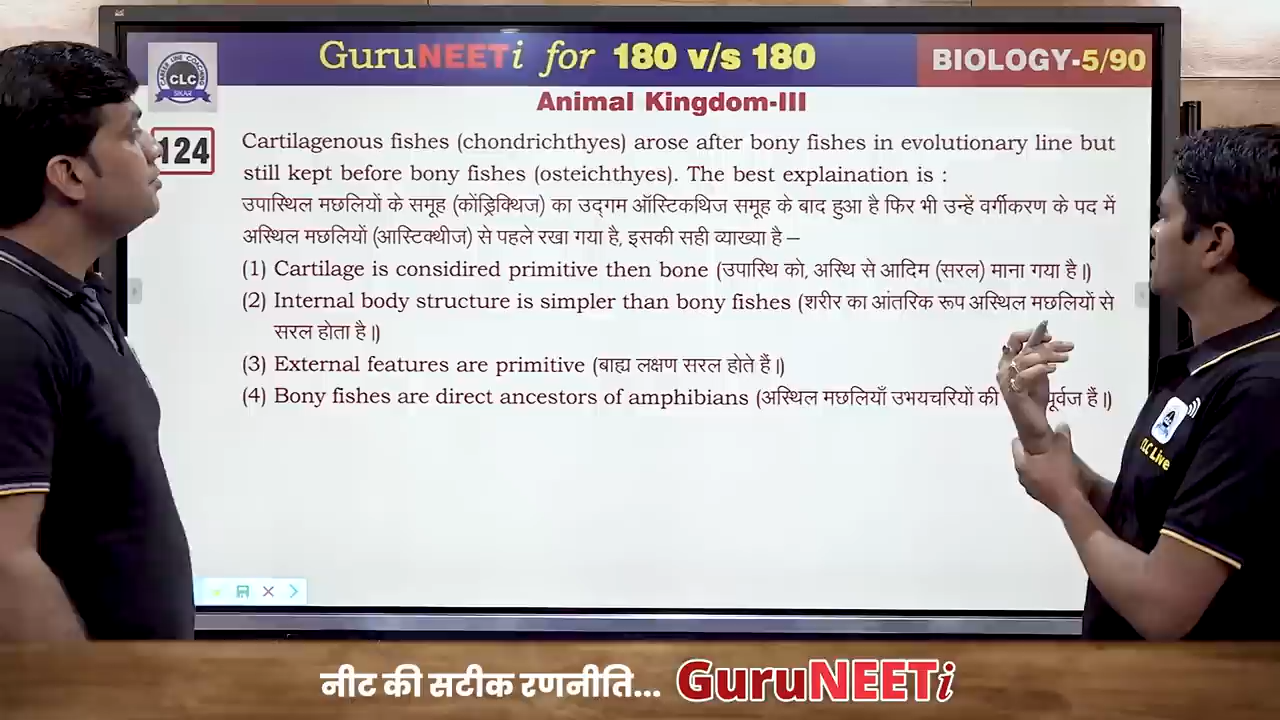 GuruNEETi for 180 v/s 180
BIOLOGY-5/90
CLC
SIKAR
Animal Kingdom-III
124
Cartilagenous fishes (chondrichthyes) arose after bony fishes in evolutionary line but
still kept before bony fishes (osteichthyes). The best explaination is :
उपास्थिल मछलियों के समूह (कोंड्रिक्थिज) का उद्गम ऑस्टिकथिज समूह के बाद हुआ है फिर भी उन्हें वर्गीकरण के पद में
अस्थिल मछलियों (आस्टिक्थीज) से पहले रखा गया है, इसकी सही व्याख्या है –
(1) Cartilage is considired primitive then bone (उपास्थि को, अस्थि से आदिम (सरल) माना गया है।)
(2) Internal body structure is simpler than bony fishes (शरीर का आंतरिक रूप अस्थिल मछलियों से
सरल होता है।)
(3) External features are primitive (बाह्य लक्षण सरल होते हैं।)
(4) Bony fishes are direct ancestors of amphibians (अस्थिल मछलियाँ उभयचरियों की पूर्वज हैं।)
CLC Live
नीट की सटीक रणनीति... GuruNEETi